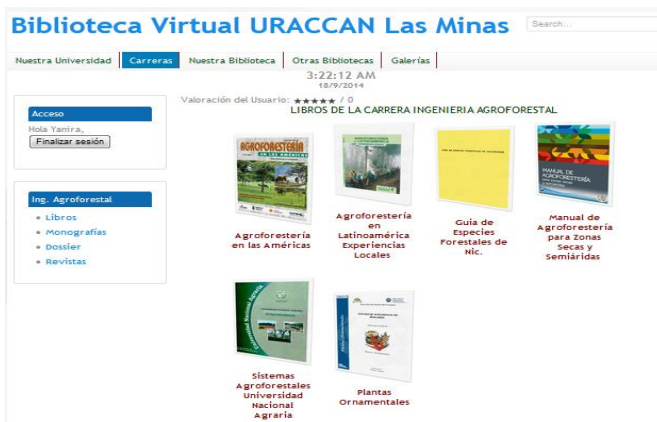 Biblioteca Virtual URACCAN Las Minas
Search...
Nuestra Universidad
Carreras
Nuestra Biblioteca
Otras Bibliotecas
Galerías
3:22:12 AM
18/9/2014
Valoración del Usuario: ★★★★★ / 0
LIBROS DE LA CARRERA INGENIERIA AGROFORESTAL
Acceso
Hola Yanira,
Finalizar sesión
Ing. Agroforestal
Libros
Monografías
Dossier
Revistas
AGROFORESTERÍA
EN LAS AMÉRICAS
Agroforestería
en las Américas
Agroforestería
en
Latinoamérica
Experiencias
Locales
Guia de
Especies
Forestales de
Nic.
MANUAL DE
AGROFORESTERÍA
Manual de
Agroforestería
para Zonas
Secas y
Semiáridas
Universidad Nacional Agraria
Sistemas
Agroforestales
Universidad
Nacional
Agraria
Plantas
Ornamentales